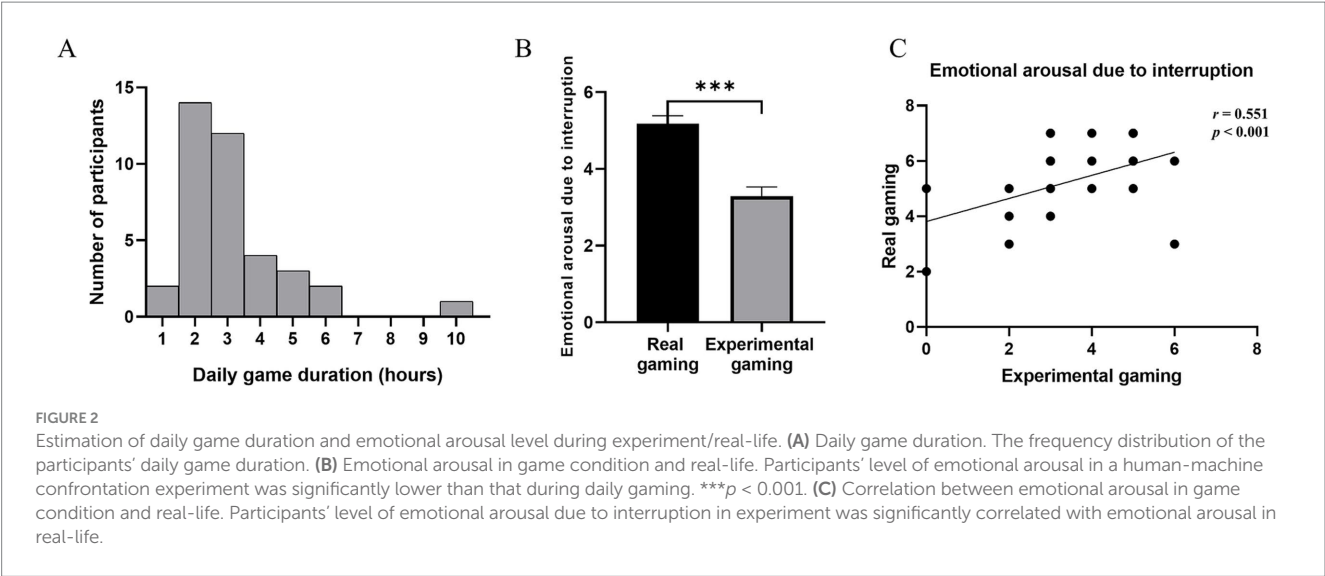 A
Number of participants
15
10
5
0
1 2 3 4 5 6 7 8 9 10
Daily game duration (hours)
B
Emotional arousal due to interruption
6
4
2
0
***
Real
gaming
Experimental
gaming
C
Emotional arousal due to interruption
r = 0.551
p < 0.001
Real gaming
8
6
4
2
0
0 2 4 6 8
Experimental gaming
FIGURE 2
Estimation of daily game duration and emotional arousal level during experiment/real-life. (A) Daily game duration. The frequency distribution of the
participants’ daily game duration. (B) Emotional arousal in game condition and real-life. Participants’ level of emotional arousal in a human-machine
confrontation experiment was significantly lower than that during daily gaming. ***p < 0.001. (C) Correlation between emotional arousal in game
condition and real-life. Participants’ level of emotional arousal due to interruption in experiment was significantly correlated with emotional arousal in
real-life.